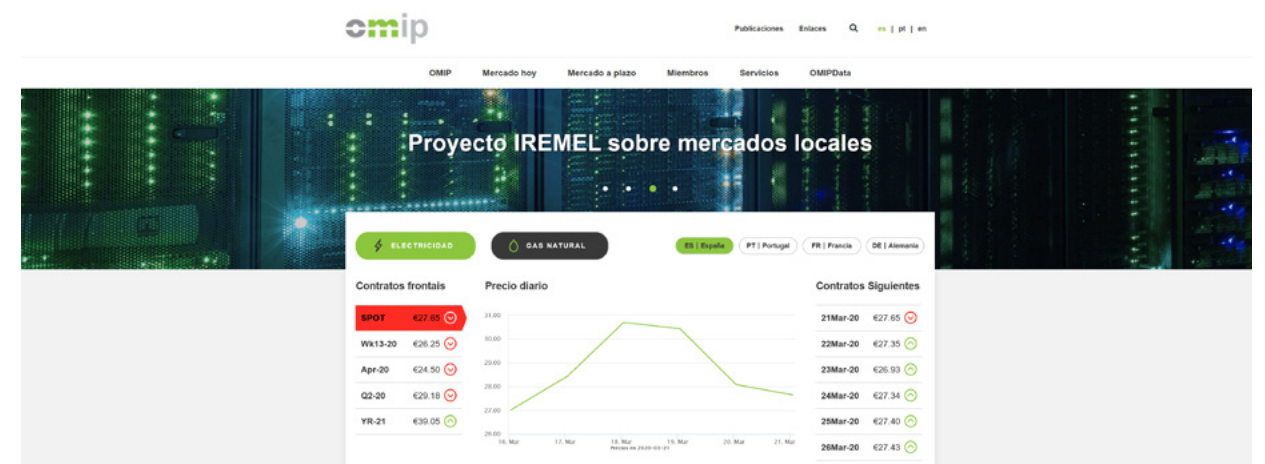 omip
Publicaciones Enlaces es | pt | en
OMIP Mercado hoy Mercado a plazo Miembros Servicios OMIPData
Proyecto IREMEL sobre mercados locales
ELECTRICIDAD GAS NATURAL ES | España PT | Portugal FR | Francia DE | Alemania
Contratos frontais Precio diario Contratos Siguientes
SPOT €27.65
Wk13-20 €26.25
Apr-20 €24.50
Q2-20 €29.18
YR-21 €39.05
31.00
30.00
29.00
28.00
27.00
26.00
16. Mar 17. Mar 18. Mar 19. Mar 20. Mar 21. Mar
Precios en 2020-03-21
21Mar-20 €27.65
22Mar-20 €27.35
23Mar-20 €26.93
24Mar-20 €27.34
25Mar-20 €27.40
26Mar-20 €27.43